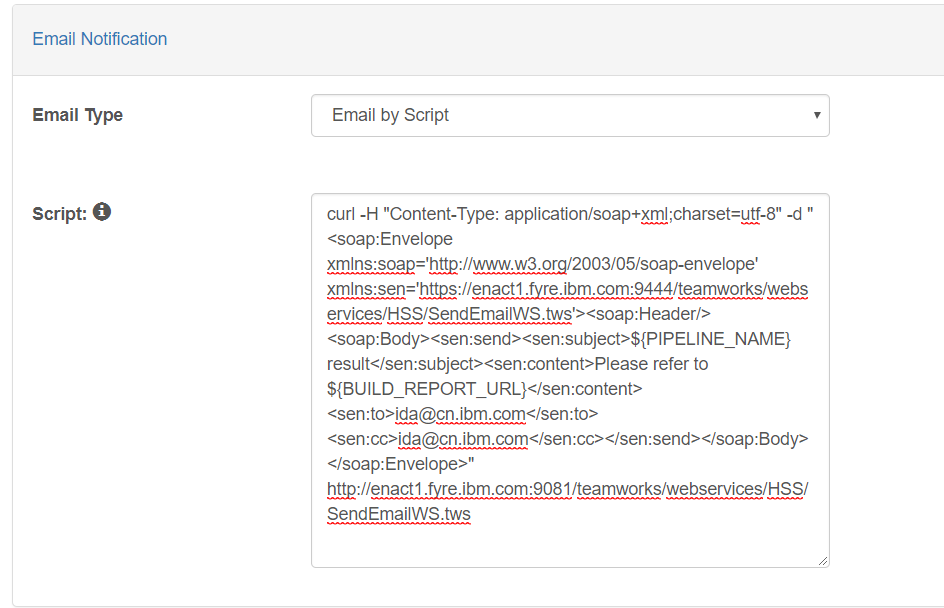 Email Notification
Email Type
Email by Script
Script:
curl -H "Content-Type: application/soap+xml;charset=utf-8" -d "
<soap:Envelope
xmlns:soap='http://www.w3.org/2003/05/soap-envelope'
xmlns:sen='https://enact1.fyre.ibm.com:9444/teamworks/webs
ervices/HSS/SendEmailWS.tws'><soap:Header/>
<soap:Body><sen:send><sen:subject>${PIPELINE_NAME}
result</sen:subject><sen:content>Please refer to
${BUILD_REPORT_URL}</sen:content>
<sen:to>ida@cn.ibm.com</sen:to>
<sen:cc>ida@cn.ibm.com</sen:cc></sen:send></soap:Body>
</soap:Envelope>"
http://enact1.fyre.ibm.com:9081/teamworks/webservices/HSS/
SendEmailWS.tws